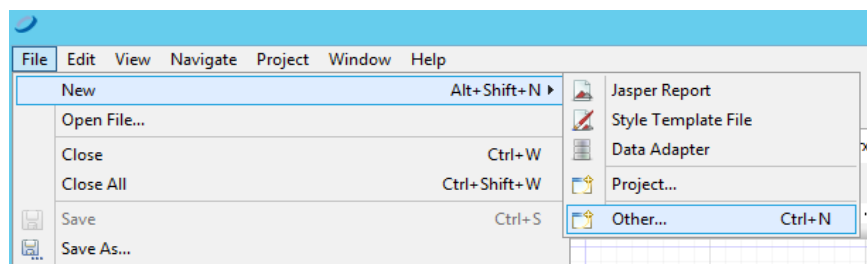 File Edit View Navigate Project Window Help
New Alt+Shift+N
Open File...
Close Ctrl+W
Close All Ctrl+Shift+W
Save Ctrl+S
Save As...
Jasper Report
Style Template File
Data Adapter
Project...
Other... Ctrl+N